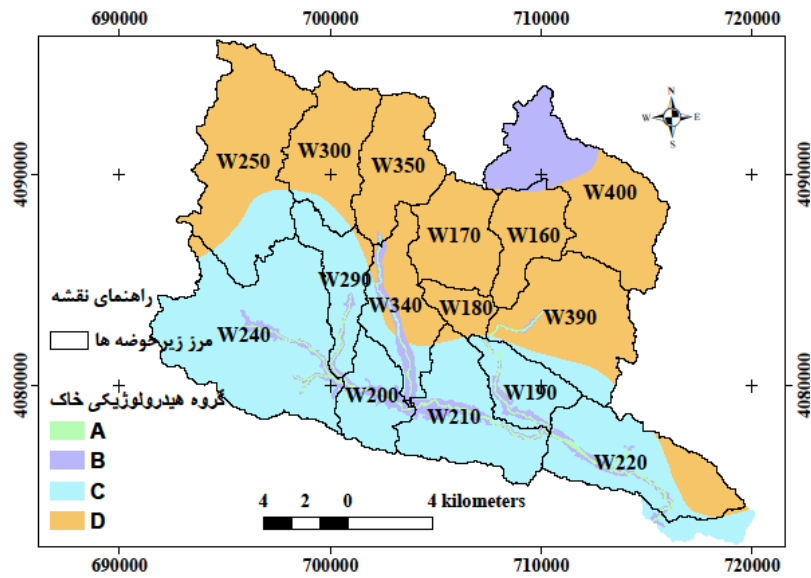 690000 700000 710000 720000
N
W E
S
4090000 4090000
4080000 4080000
W250
W300
W350
W400
W170
W160
W290
W340
W180
W390
W240
W200
W210
W190
W220
راهنمای نقشه
مرز زیرحوضه ها
گروه هیدرولوژیکی خاک
A
B
C
D
4 2 0 4 kilometers
690000 700000 710000 720000